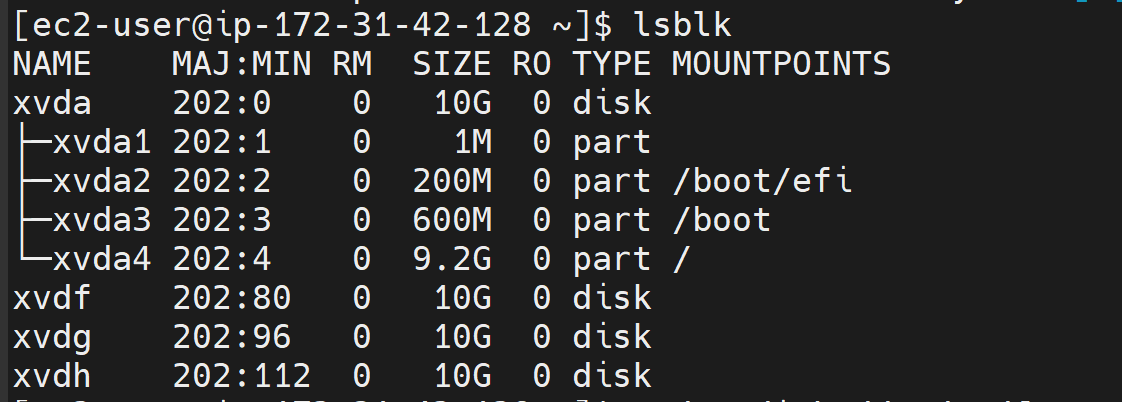 [ec2-user@ip-172-31-42-128 ~]$ lsblk
NAME    MAJ:MIN RM  SIZE RO TYPE MOUNTPOINTS
xvda    202:0    0   10G  0 disk
├─xvda1 202:1    0    1M  0 part
├─xvda2 202:2    0  200M  0 part /boot/efi
├─xvda3 202:3    0  600M  0 part /boot
└─xvda4 202:4    0  9.2G  0 part /
xvdf    202:80   0   10G  0 disk
xvdg    202:96   0   10G  0 disk
xvdh    202:112  0   10G  0 disk